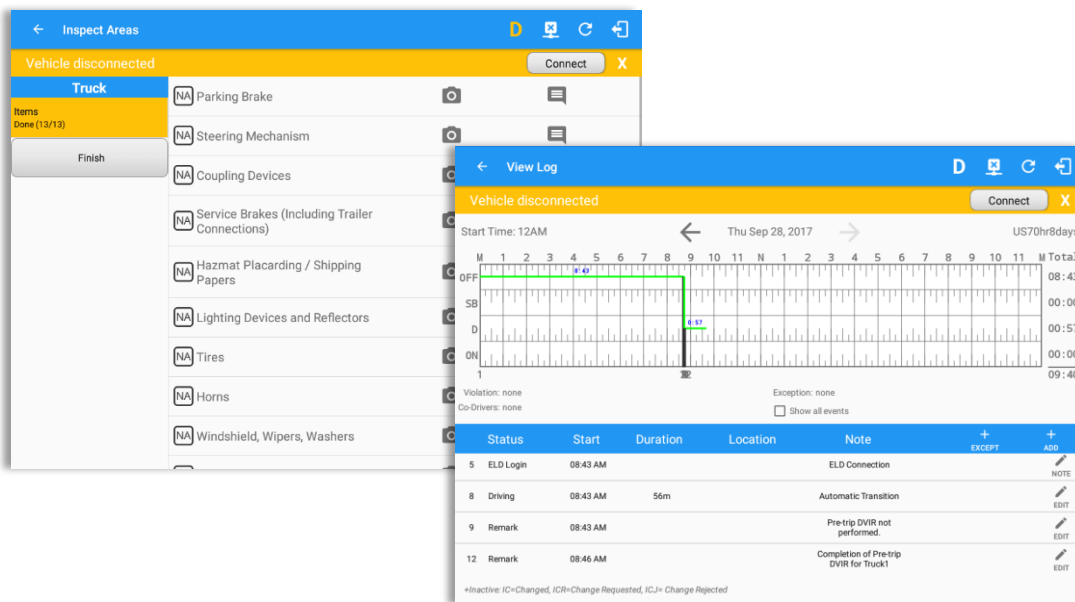 Inspect Areas
D
Vehicle disconnected
Connect
X
Truck
Items
Done (13/13)
Finish
NA Parking Brake
NA Steering Mechanism
NA Coupling Devices
NA Service Brakes (Including Trailer
Connections)
NA Hazmat Placarding / Shipping
Papers
NA Lighting Devices and Reflectors
NA Tires
NA Horns
NA Windshield, Wipers, Washers
View Log
D
Vehicle disconnected
Connect
X
Start Time: 12AM
Thu Sep 28, 2017
US70hr8days
M 1 2 3 4 5 6 7 8 9 10 11 N 1 2 3 4 5 6 7 8 9 10 11 M Total
OFF 8:43 08:43
SB 00:00
D 0:57 00:57
ON 00:00
1 09:40
Violation: none
Exception: none
Co-Drivers: none
Show all events
Status Start Duration Location Note + EXCEPT + ADD
5 ELD Login 08:43 AM ELD Connection NOTE
8 Driving 08:43 AM 56m Automatic Transition EDIT
9 Remark 08:43 AM Pre-trip DVIR not
performed. EDIT
12 Remark 08:46 AM Completion of Pre-trip
DVIR for Truck1 EDIT
+Inactive: IC=Changed, ICR=Change Requested, ICJ= Change Rejected